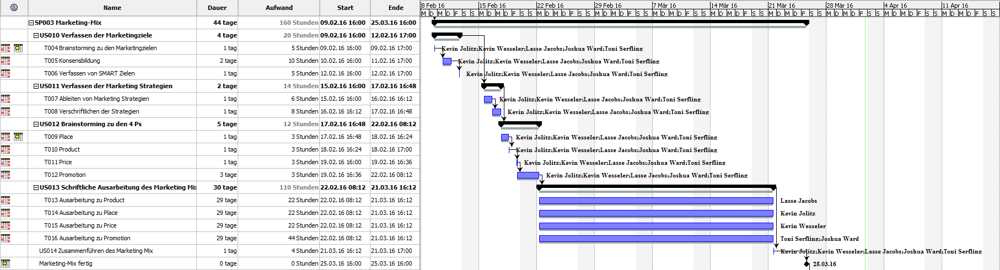 Name Dauer Aufwand Start Ende
8 Feb 16 15 Feb 16 22 Feb 16 29 Feb 16 7 Mär 16 14 Mär 16 21 Mär 16 28 Mär 16 4 Apr 16 11 Apr 16
M D M D F S S M D M D F S S M D M D F S S M D M D F S S M D M D F S S M D M D F S S M D M D F S S M D M D F S S M D M D F S S M D M D F S S
SP003 Marketing-Mix 44 tage 160 Stunden 09.02.16 16:00 25.03.16 16:00
US010 Verfassen der Marketingziele 4 tage 20 Stunden 09.02.16 16:00 12.02.16 17:00
T004 Brainstorming zu den Marketingzielen 1 tag 5 Stunden 09.02.16 16:00 09.02.16 17:00 Kevin Jolitz;Kevin Wesseler;Lasse Jacobs;Joshua Ward;Toni Serfling
T005 Konsensbildung 2 tage 10 Stunden 10.02.16 16:00 11.02.16 17:00 Kevin Jolitz;Kevin Wesseler;Lasse Jacobs;Joshua Ward;Toni Serfling
T006 Verfassen von SMART Zielen 1 tag 5 Stunden 12.02.16 16:00 12.02.16 17:00 Kevin Jolitz;Kevin Wesseler;Lasse Jacobs;Joshua Ward;Toni Serfling
US011 Verfassen der Marketing Strategien 2 tage 14 Stunden 15.02.16 16:00 17.02.16 16:48
T007 Ableiten von Marketing Strategien 1 tag 6 Stunden 15.02.16 16:00 16.02.16 16:12 Kevin Jolitz;Kevin Wesseler;Lasse Jacobs;Joshua Ward;Toni Serfling
T008 Verschriftlichen der Strategien 1 tag 8 Stunden 16.02.16 16:12 17.02.16 16:48 Kevin Jolitz;Kevin Wesseler;Lasse Jacobs;Joshua Ward;Toni Serfling
US012 Brainstorming zu den 4 Ps 5 tage 12 Stunden 17.02.16 16:48 22.02.16 08:12
T009 Place 1 tag 3 Stunden 17.02.16 16:48 18.02.16 16:24 Kevin Jolitz;Kevin Wesseler;Lasse Jacobs;Joshua Ward;Toni Serfling
T010 Product 1 tag 3 Stunden 18.02.16 16:24 18.02.16 17:00 Kevin Jolitz;Kevin Wesseler;Lasse Jacobs;Joshua Ward;Toni Serfling
T011 Price 1 tag 3 Stunden 19.02.16 16:00 19.02.16 16:36 Kevin Jolitz;Kevin Wesseler;Lasse Jacobs;Joshua Ward;Toni Serfling
T012 Promotion 3 tage 3 Stunden 19.02.16 16:36 22.02.16 08:12 Kevin Jolitz;Kevin Wesseler;Lasse Jacobs;Joshua Ward;Toni Serfling
US013 Schriftliche Ausarbeitung des Marketing Mix 30 tage 110 Stunden 22.02.16 08:12 21.03.16 16:12
T013 Ausarbeitung zu Product 29 tage 22 Stunden 22.02.16 08:12 21.03.16 16:12 Lasse Jacobs
T014 Ausarbeitung zu Place 29 tage 22 Stunden 22.02.16 08:12 21.03.16 16:12 Kevin Jolitz
T015 Ausarbeitung zu Price 29 tage 22 Stunden 22.02.16 08:12 21.03.16 16:12 Kevin Wesseler
T016 Ausarbeitung zu Promotion 29 tage 44 Stunden 22.02.16 08:12 21.03.16 16:12 Toni Serfling;Joshua Ward
US014 Zusammenführen des Marketing Mix 1 tag 4 Stunden 21.03.16 16:12 21.03.16 17:00 Kevin Jolitz;Kevin Wesseler;Lasse Jacobs;Joshua Ward;Toni Serfling
Marketing-Mix fertig 0 tage 0 Stunden 25.03.16 16:00 25.03.16 16:00 25.03.16